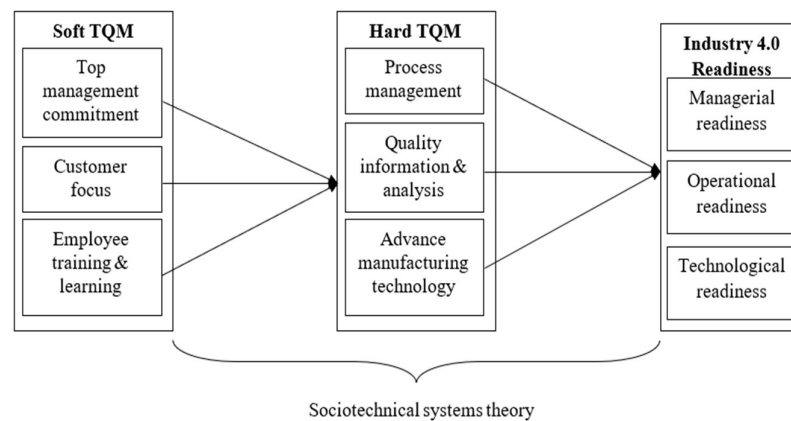 Soft TQM
Top
management
commitment
Customer
focus
Employee
training &
learning
Hard TQM
Process
management
Quality
information &
analysis
Advance
manufacturing
technology
Industry 4.0
Readiness
Managerial
readiness
Operational
readiness
Technological
readiness
Sociotechnical systems theory